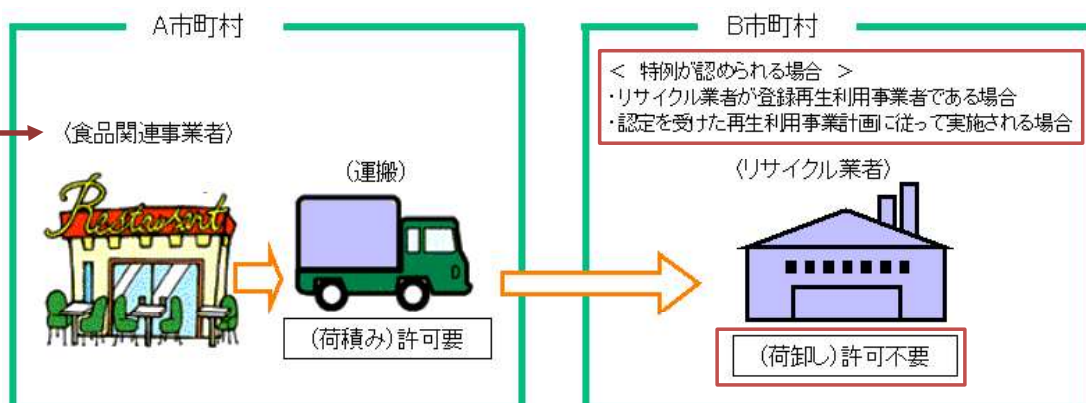 A市町村
B市町村
＜ 特例が認められる場合 ＞
・リサイクル業者が登録再生利用事業者である場合
・認定を受けた再生利用事業計画に従って実施される場合
〈食品関連事業者〉
（運搬）
〈リサイクル業者〉
Restaurant
（荷積み）許可要
（荷卸し）許可不要